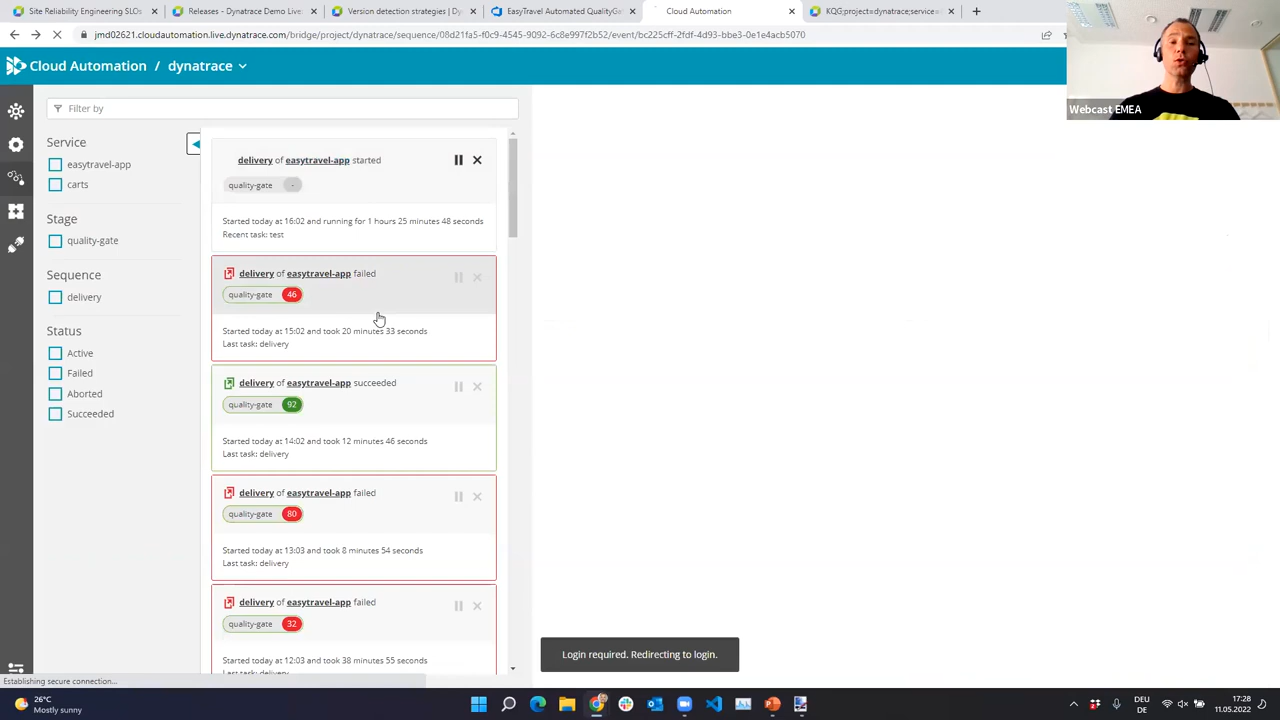 Site Reliability Engineering SLOs
Releases - Dynatrace Demo Live:
Version detection strategies | Dy
EasyTravel Automated QualityGat
Cloud Automation
KQG;project=dynatrace;service=
jmd02621.cloudautomation.live.dynatrace.com/bridge/project/dynatrace/sequence/08d21fa5-f0c9-4545-9092-6c8e997f2b52/event/bc225cff-2fdf-4d93-bbe3-0e1e4acb5070
Cloud Automation / dynatrace
Webcast EMEA
Filter by
Service
easytravel-app
carts
Stage
quality-gate
Sequence
delivery
Status
Active
Failed
Aborted
Succeeded
delivery of easytravel-app started
quality-gate -
Started today at 16:02 and running for 1 hours 25 minutes 48 seconds
Recent task: test
delivery of easytravel-app failed
quality-gate 46
Started today at 15:02 and took 20 minutes 33 seconds
Last task: delivery
delivery of easytravel-app succeeded
quality-gate 92
Started today at 14:02 and took 12 minutes 46 seconds
Last task: delivery
delivery of easytravel-app failed
quality-gate 80
Started today at 13:03 and took 8 minutes 54 seconds
Last task: delivery
delivery of easytravel-app failed
quality-gate 32
Started today at 12:03 and took 38 minutes 55 seconds
Last task: delivery
Login required. Redirecting to login.
Establishing secure connection...
26°C
Mostly sunny
DEU
DE
17:28
11.05.2022